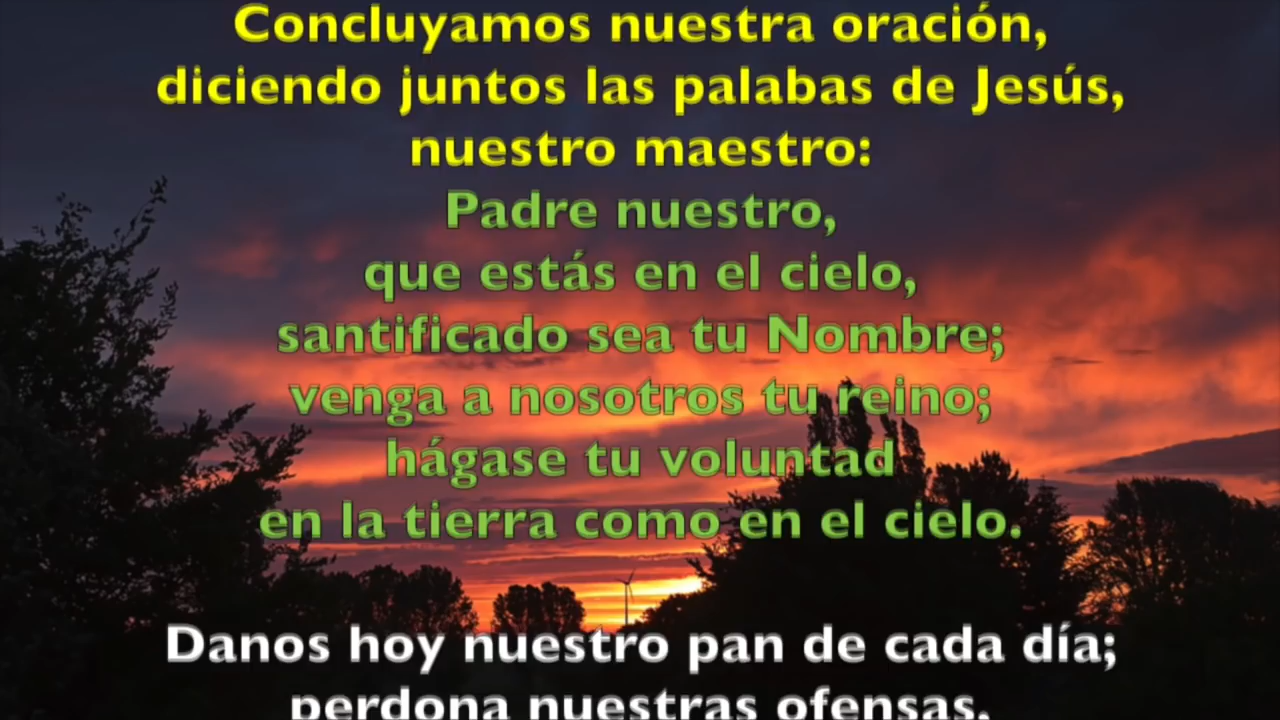 Concluyamos nuestra oración,
diciendo juntos las palabas de Jesús,
nuestro maestro:
Padre nuestro,
que estás en el cielo,
santificado sea tu Nombre;
venga a nosotros tu reino;
hágase tu voluntad
en la tierra como en el cielo.
Danos hoy nuestro pan de cada día;
perdona nuestras ofensas,